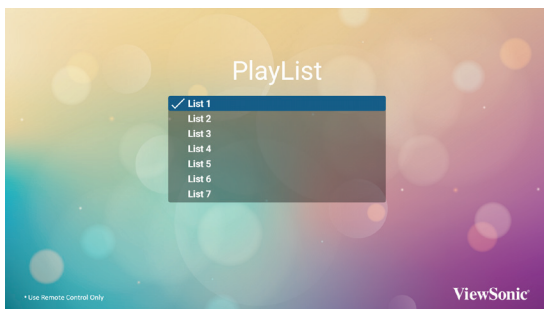 PlayList
List 1
List 2
List 3
List 4
List 5
List 6
List 7
* Use Remote Control Only
ViewSonic®